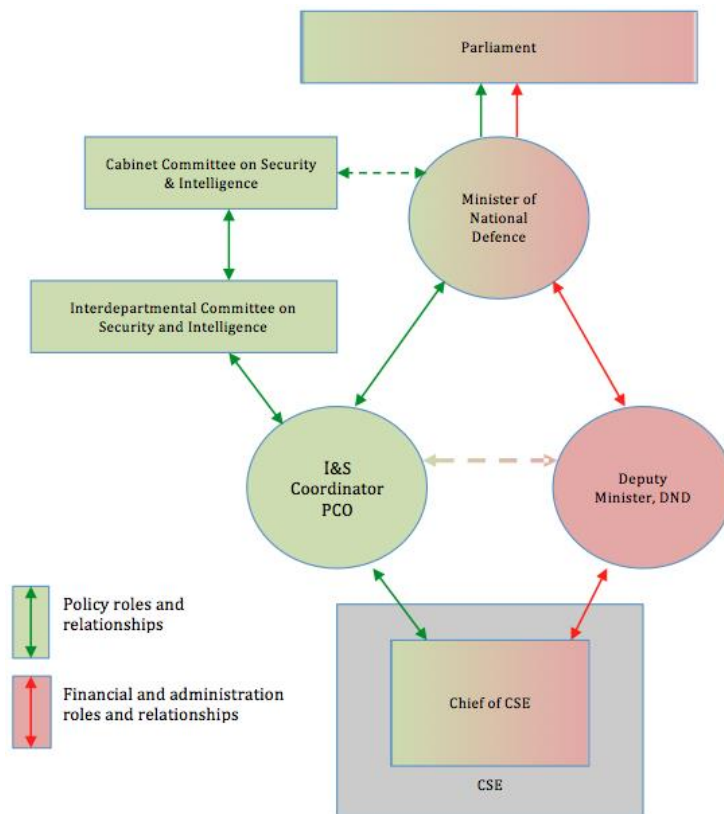 Parliament
Cabinet Committee on Security
& Intelligence
Minister of
National
Defence
Interdepartmental Committee on
Security and Intelligence
I&S
Coordinator
PCO
Deputy
Minister, DND
Policy roles and
relationships
Financial and administration
roles and relationships
Chief of CSE
CSE